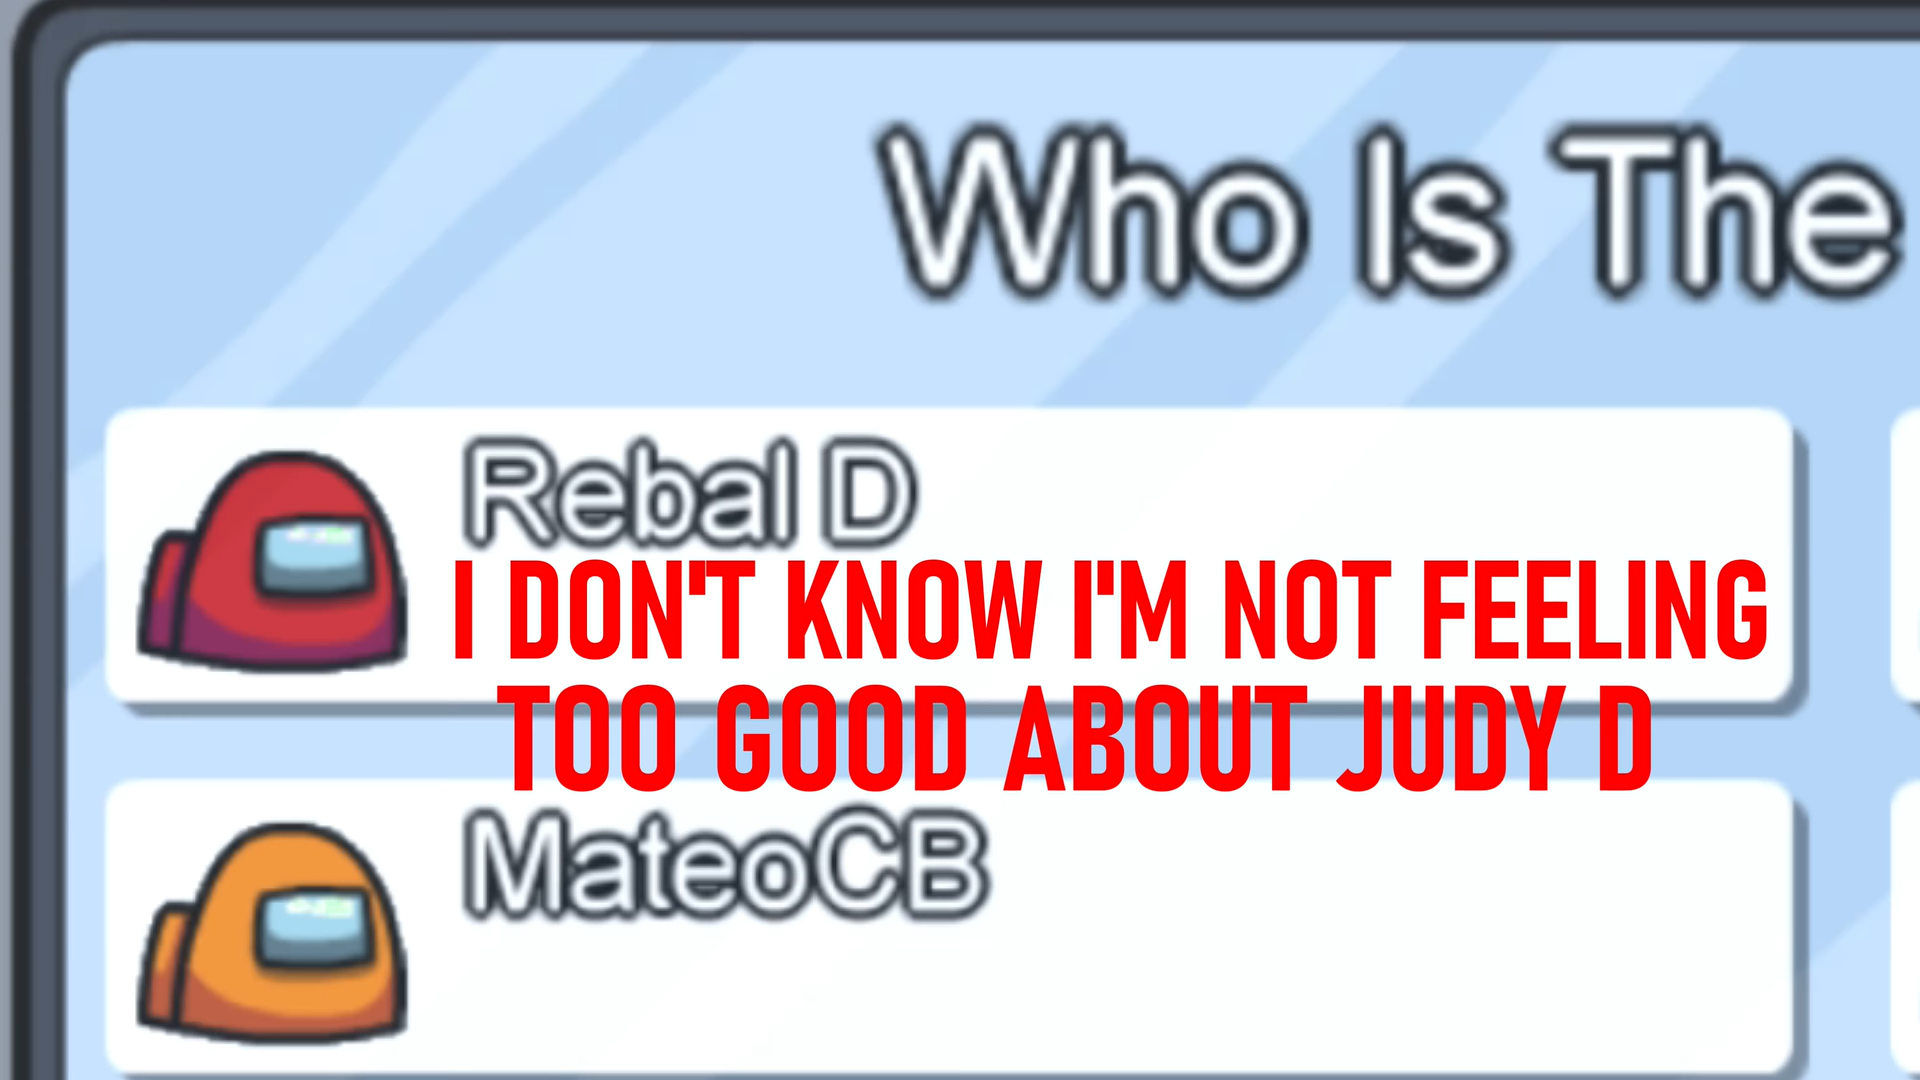 Who Is The
Rebal D
I DON'T KNOW I'M NOT FEELING
TOO GOOD ABOUT JUDY D
MateoCB